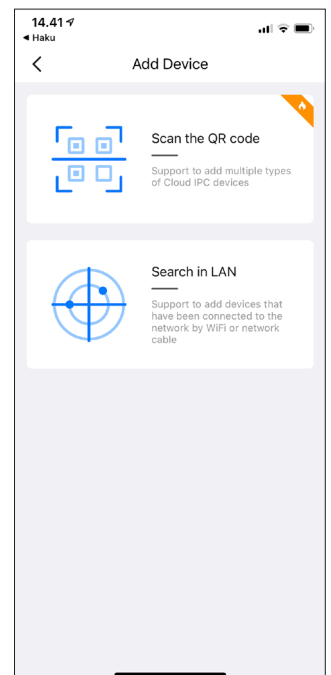 14.41
◀ Haku
Add Device
Scan the QR code
Support to add multiple types
of Cloud IPC devices
Search in LAN
Support to add devices that
have been connected to the
network by WiFi or network
cable